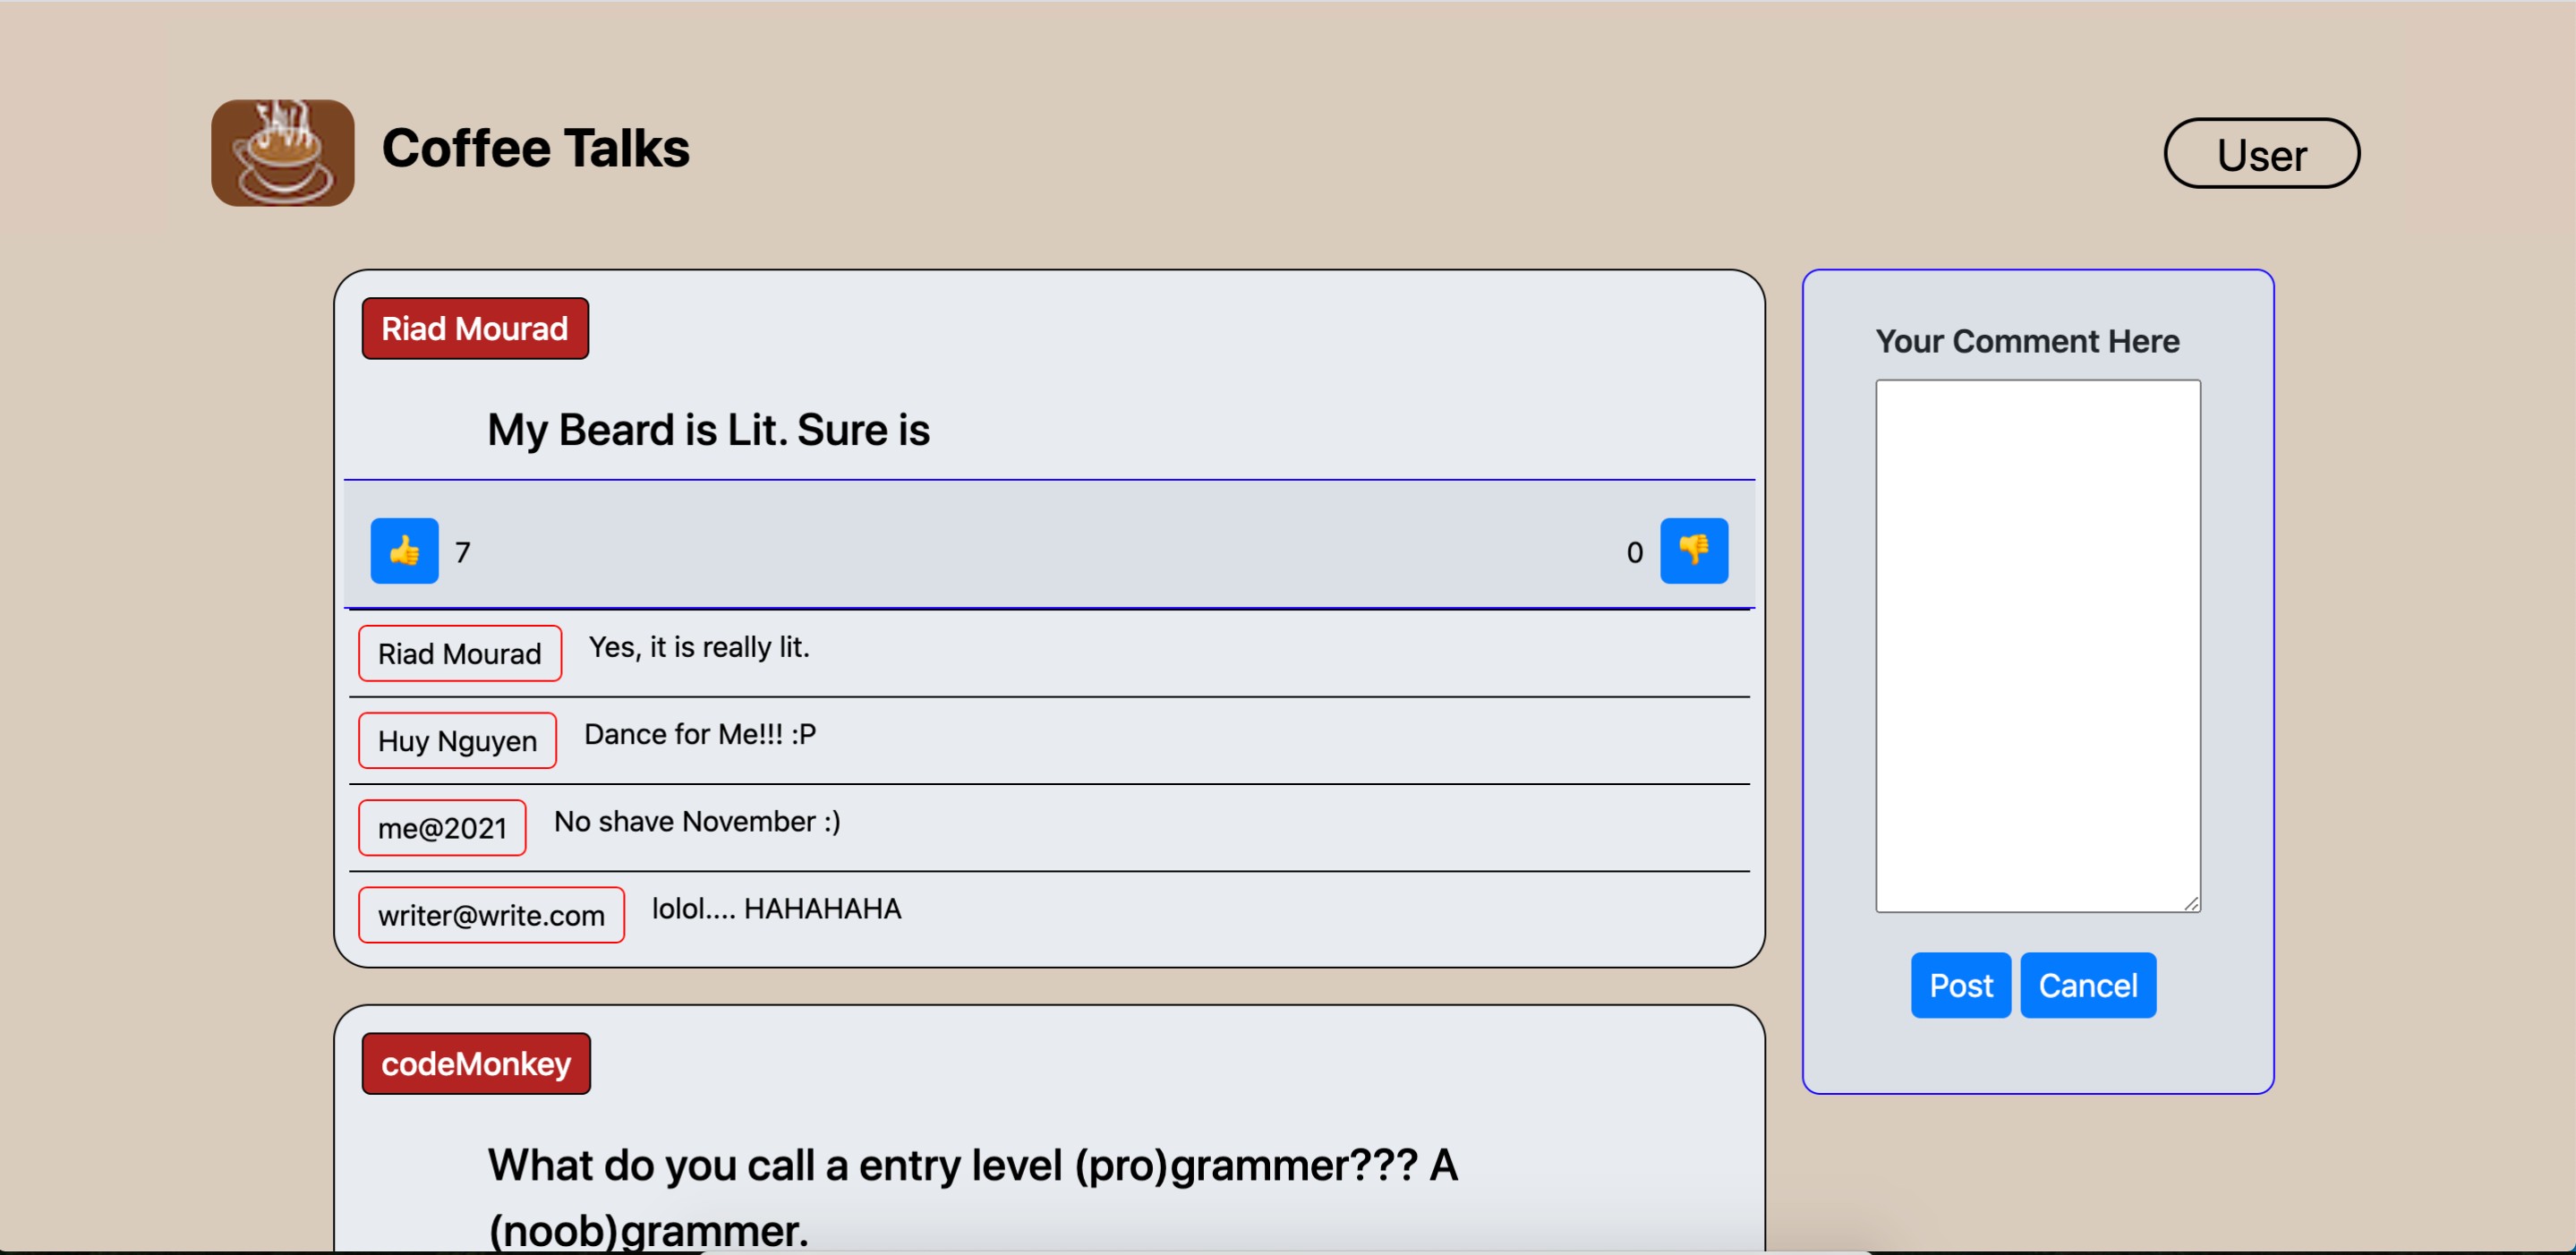 JAVA
Coffee Talks
User
Riad Mourad
My Beard is Lit. Sure is
👍 7
0 👎
Riad Mourad Yes, it is really lit.
Huy Nguyen Dance for Me!!! :P
me@2021 No shave November :)
writer@write.com lolol.... HAHAHAHA
codeMonkey
What do you call a entry level (pro)grammer??? A
(noob)grammer.
Your Comment Here
Post Cancel